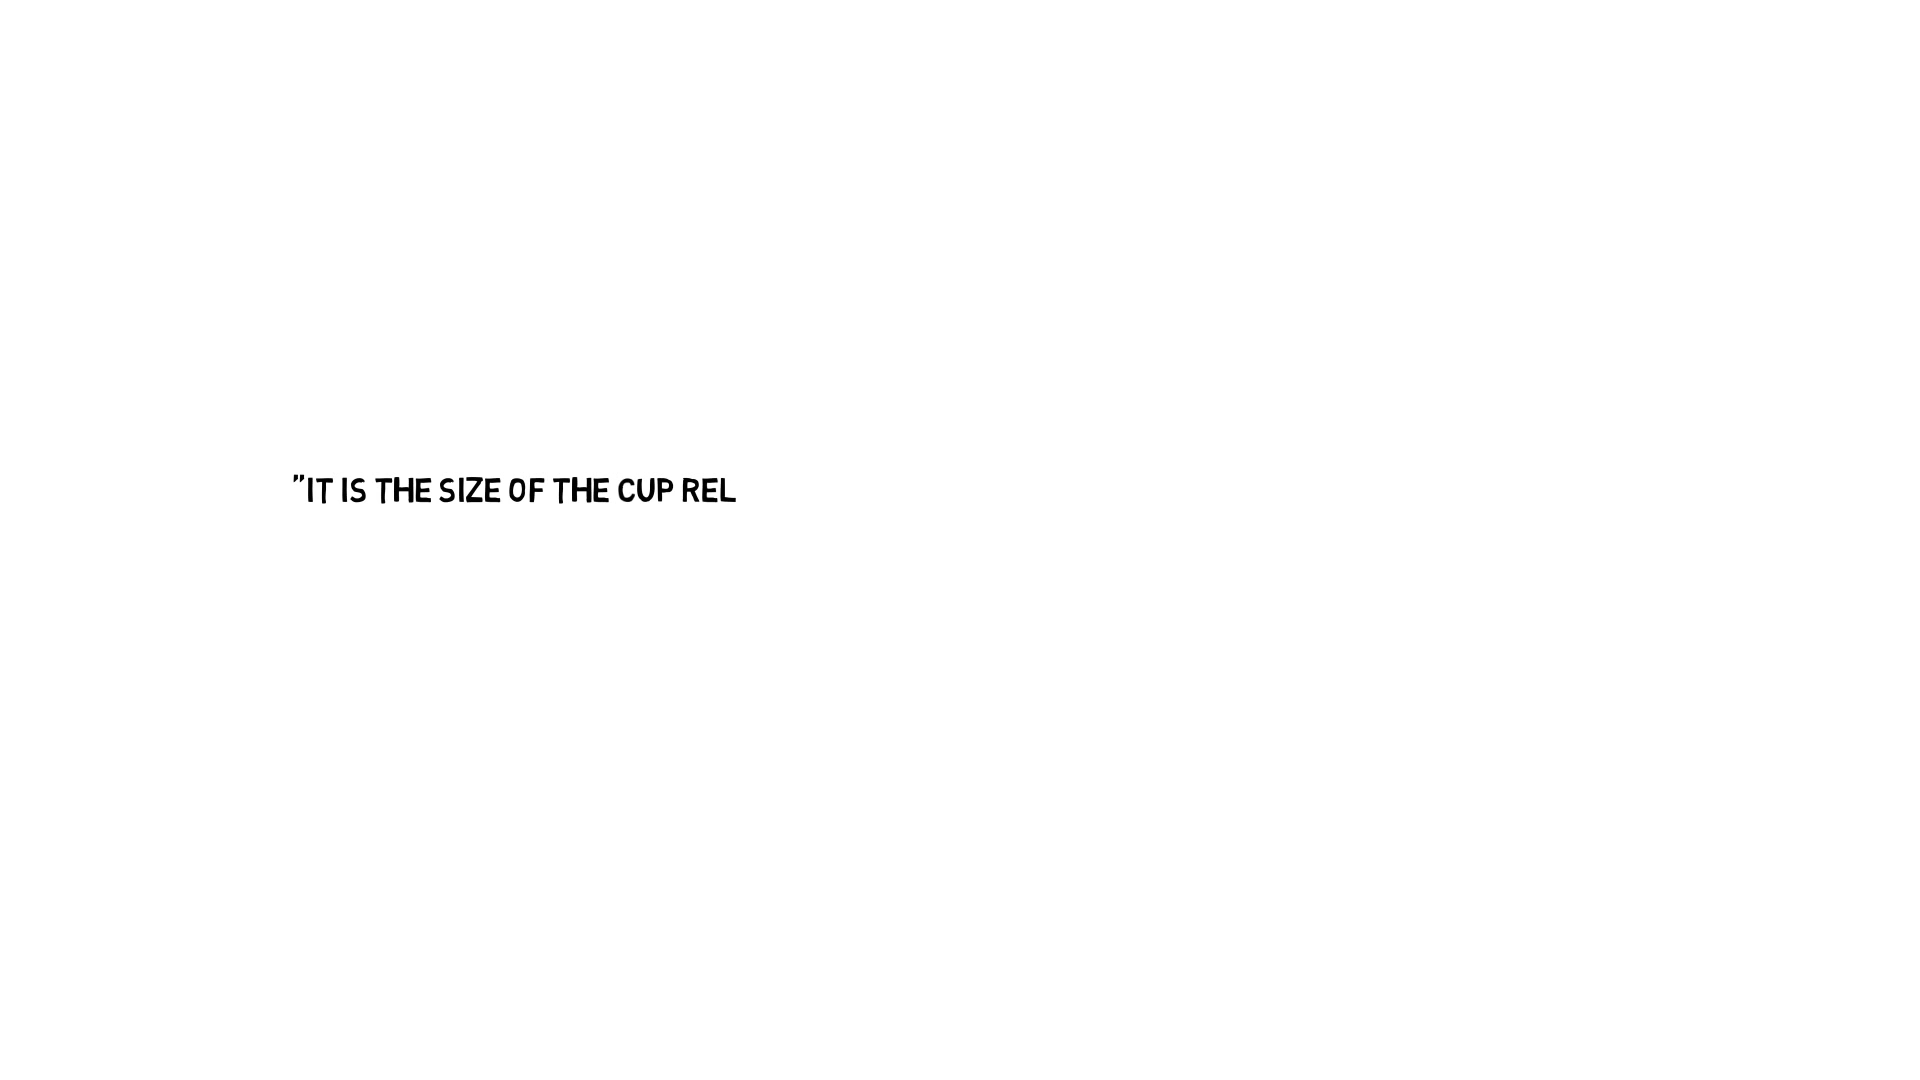 ”IT IS THE SIZE OF THE CUP REL